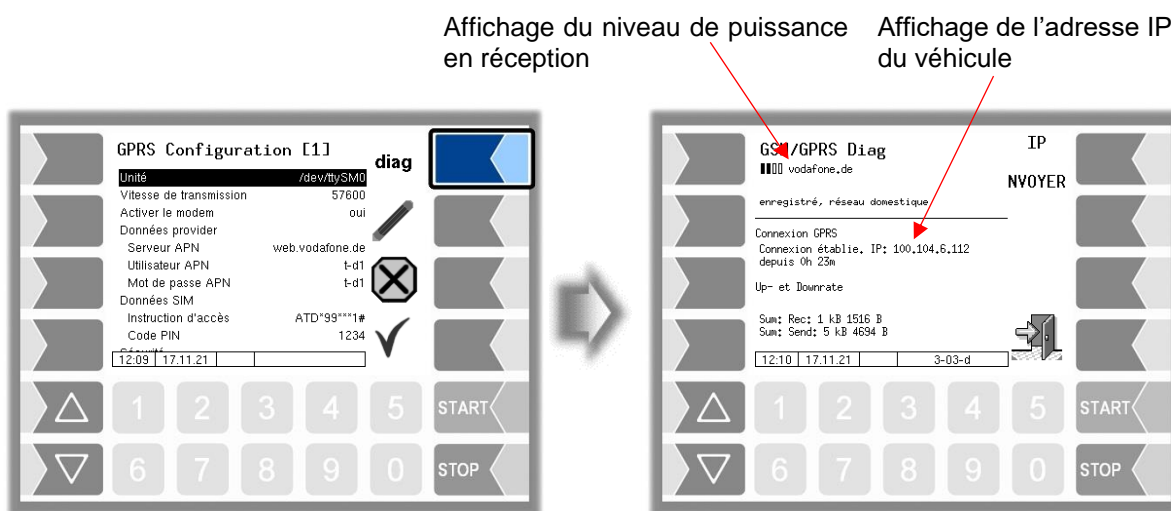 Affichage du niveau de puissance
en réception
Affichage de l'adresse IP
du véhicule
GPRS Configuration [1]
diag
Unité /dev/ttySM0
Vitesse de transmission 57600
Activer le modem oui
Données provider
Serveur APN web.vodafone.de
Utilisateur APN t-d1
Mot de passe APN t-d1
Données SIM
Instruction d'accès ATD*99***1#
Code PIN 1234
Sécurité
12:09 17.11.21
1 2 3 4 5 START
6 7 8 9 0 STOP
GSM/GPRS Diag
IP
vodafone.de
NVOYER
enregistré, réseau domestique
Connexion GPRS
Connexion établie. IP: 100.104.6.112
depuis 0h 23m
Up- et Downrate
Sum: Rec: 1 kB 1516 B
Sum: Send: 5 kB 4694 B
12:10 17.11.21 3-03-d
1 2 3 4 5 START
6 7 8 9 0 STOP